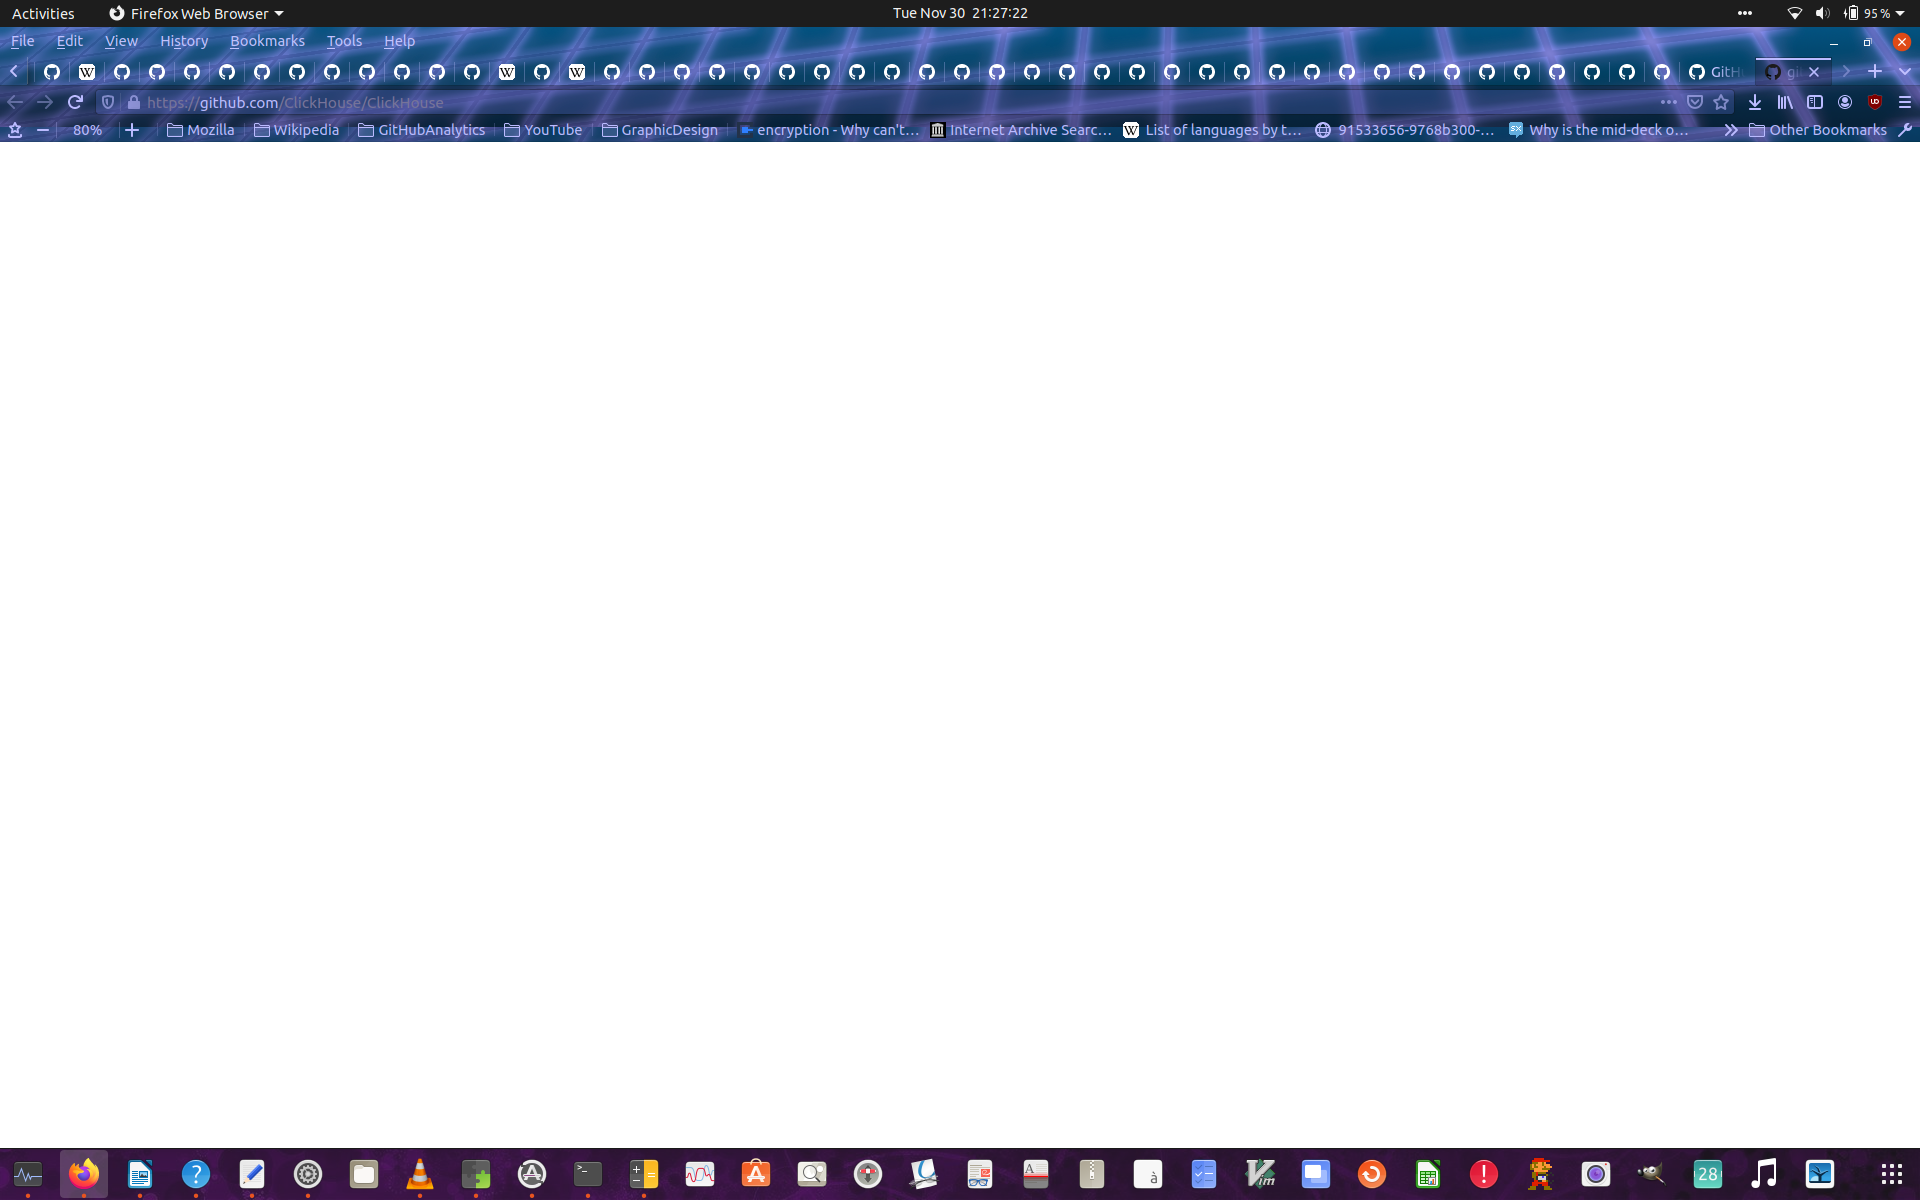 Activities Firefox Web Browser Tue Nov 30 21:27:22 95 %
File Edit View History Bookmarks Tools Help
W W W GitH gi
https://github.com/ClickHouse/ClickHouse
80% Mozilla Wikipedia GitHubAnalytics YouTube GraphicDesign encryption - Why can't... Internet Archive Searc... W List of languages by t... 91533656-9768b300-... Why is the mid-deck o... Other Bookmarks
? >_ A à Vim ! 28